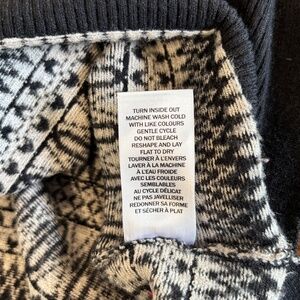 TURN INSIDE OUT
MACHINE WASH COLD
WITH LIKE COLOURS
GENTLE CYCLE
DO NOT BLEACH
RESHAPE AND LAY
FLAT TO DRY
TOURNER À L'ENVERS
LAVER À LA MACHINE
À L'EAU FROIDE
AVEC LES COULEURS
SEMBLABLES
AU CYCLE DÉLICAT
NE PAS JAVELLISER
REDONNER SA FORME
ET SÉCHER À PLAT